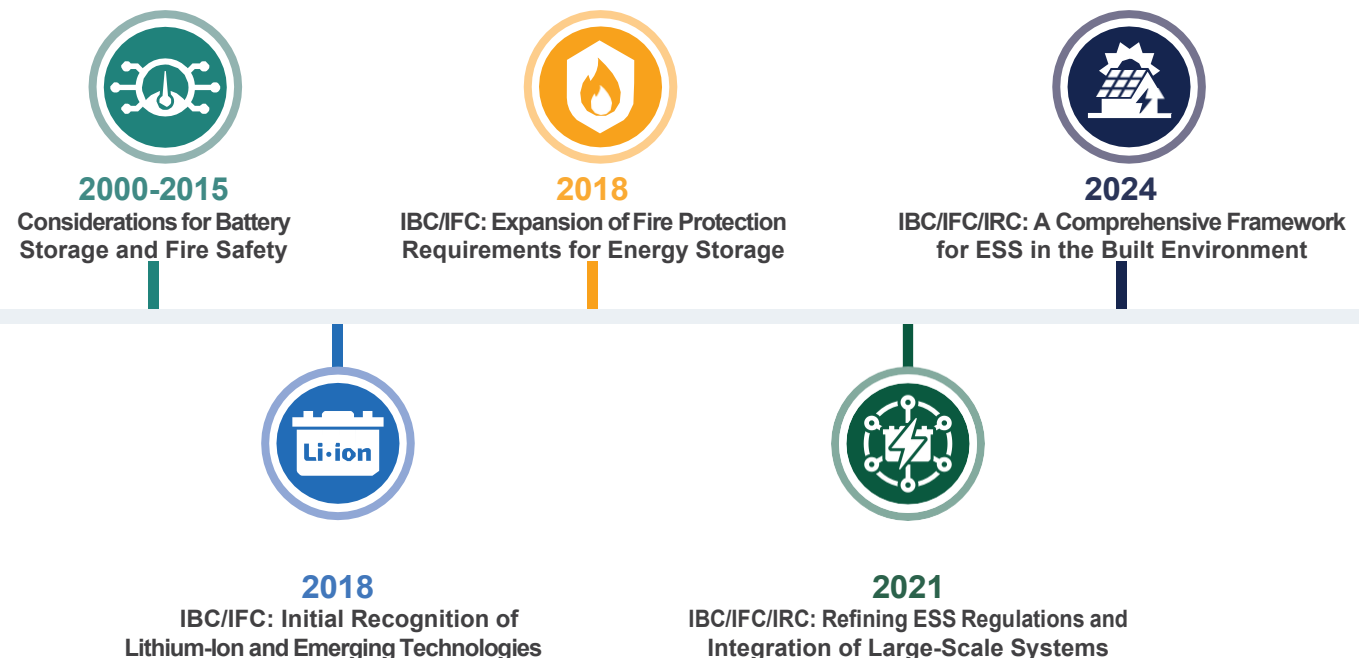 2000-2015
Considerations for Battery
Storage and Fire Safety
2018
IBC/IFC: Expansion of Fire Protection
Requirements for Energy Storage
2024
IBC/IFC/IRC: A Comprehensive Framework
for ESS in the Built Environment
Li-ion
2018
IBC/IFC: Initial Recognition of
Lithium-Ion and Emerging Technologies
2021
IBC/IFC/IRC: Refining ESS Regulations and
Integration of Large-Scale Systems